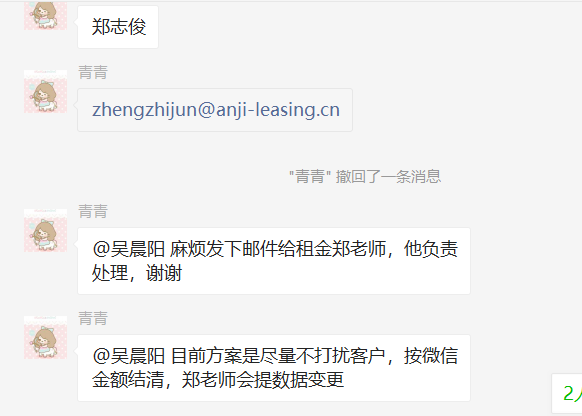 郑志俊
青青
zhengzhijun@anji-leasing.cn
"青青" 撤回了一条消息
青青
@吴晨阳 麻烦发下邮件给租金郑老师，他负责
处理，谢谢
青青
@吴晨阳 目前方案是尽量不打扰客户，按微信
金额结清，郑老师会提数据变更
2人